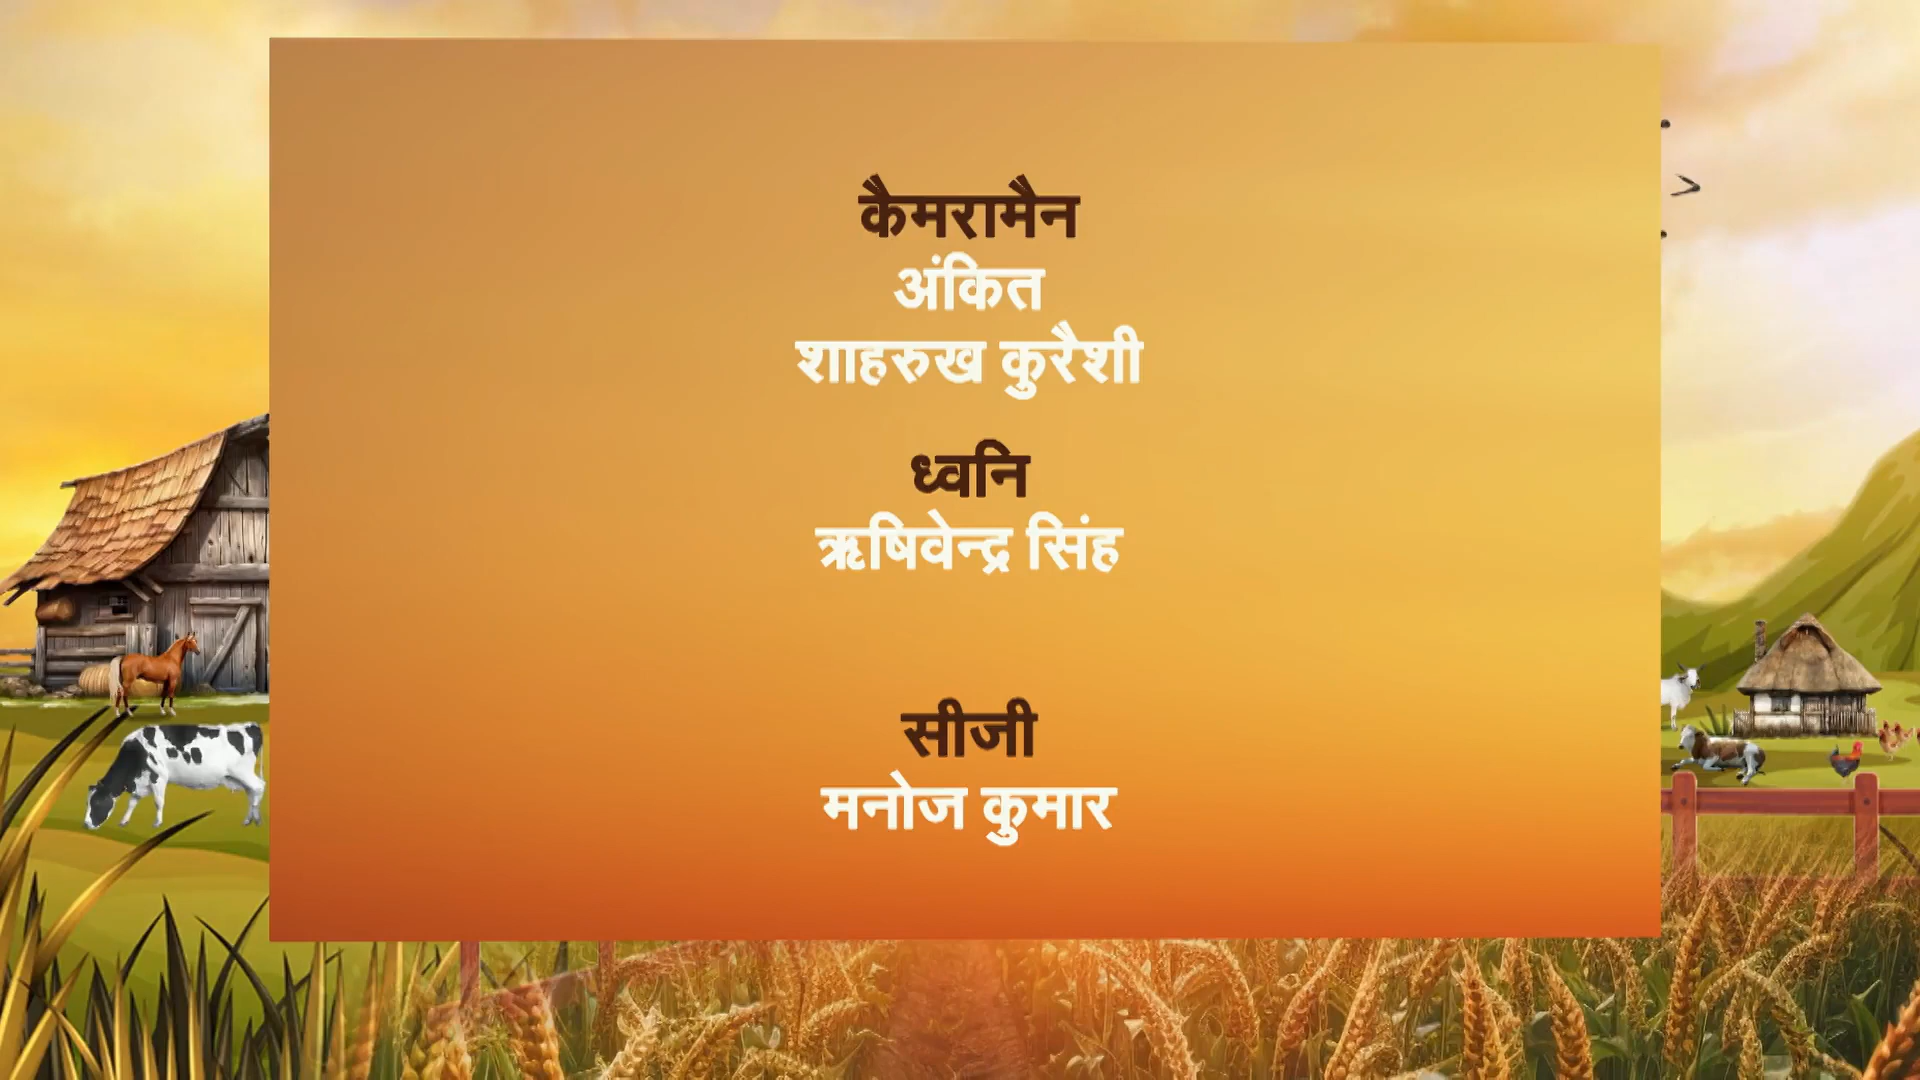 कैमरामैन
अंकित
शाहरुख कुरैशी
ध्वनि
ऋषिवेन्द्र सिंह
सीजी
मनोज कुमार